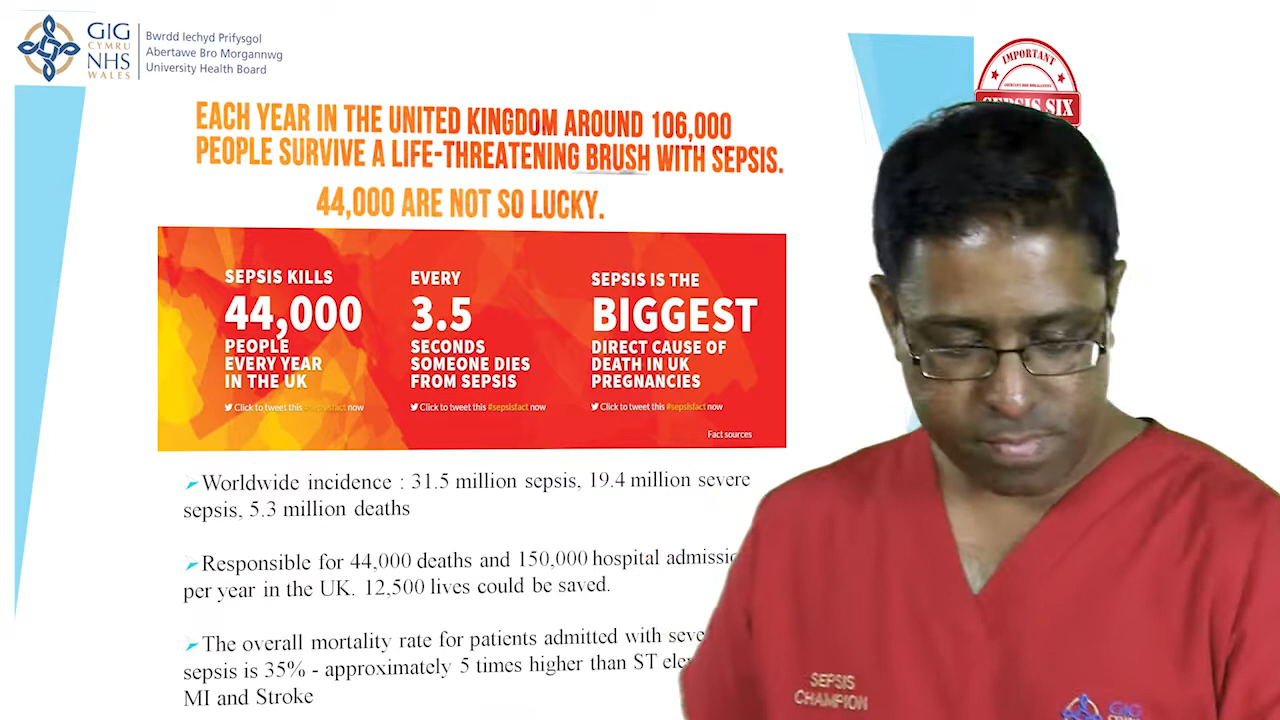 GIG
CYMRU
NHS
WALES
Bwrdd Iechyd Prifysgol
Abertawe Bro Morgannwg
University Health Board
IMPORTANT
SEPSIS SIX
EACH YEAR IN THE UNITED KINGDOM AROUND 106,000
PEOPLE SURVIVE A LIFE-THREATENING BRUSH WITH SEPSIS.
44,000 ARE NOT SO LUCKY.
SEPSIS KILLS
44,000
PEOPLE
EVERY YEAR
IN THE UK
Click to tweet this #sepsisfact now
EVERY
3.5
SECONDS
SOMEONE DIES
FROM SEPSIS
Click to tweet this #sepsisfact now
SEPSIS IS THE
BIGGEST
DIRECT CAUSE OF
DEATH IN UK
PREGNANCIES
Click to tweet this #sepsisfact now
Fact sources
Worldwide incidence : 31.5 million sepsis, 19.4 million severe
sepsis, 5.3 million deaths
Responsible for 44,000 deaths and 150,000 hospital
per year in the UK. 12,500 lives could be saved.
The overall mortality rate for patients admitted with
sepsis is 35% - approximately 5 times higher than ST
MI and Stroke
SEPSIS
CHAMPION
GIG